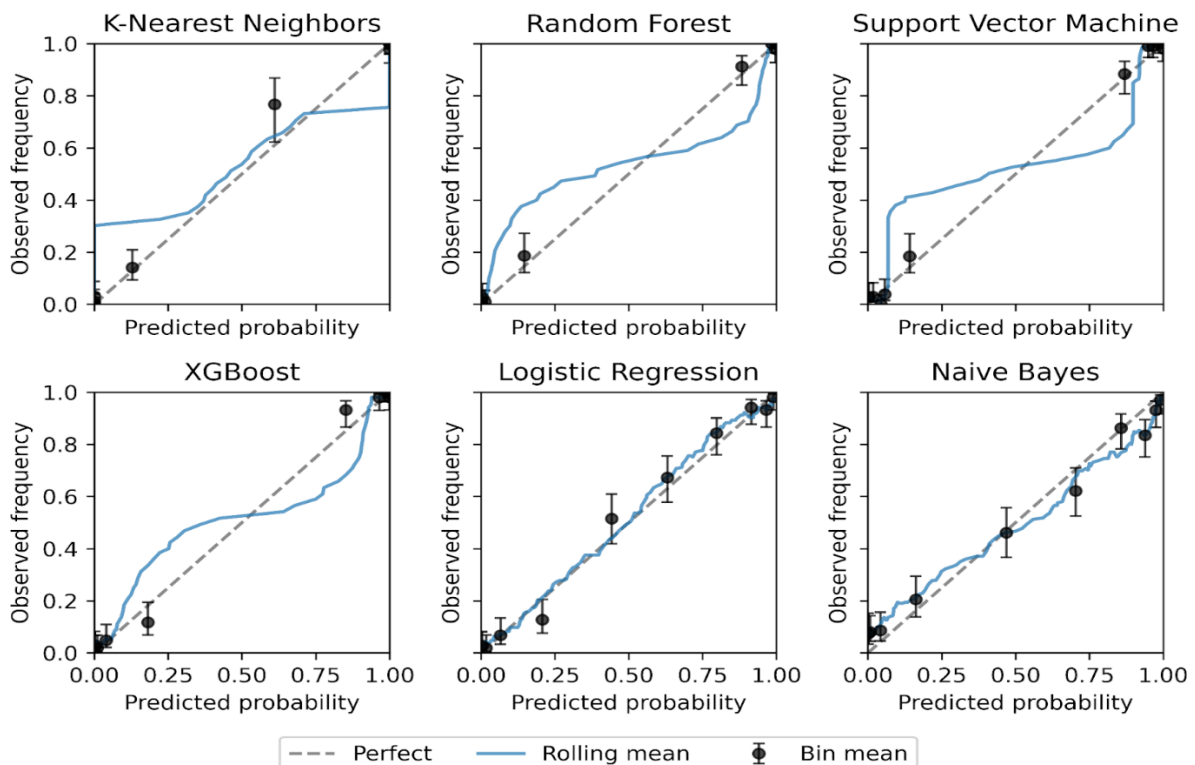 K-Nearest Neighbors Random Forest Support Vector Machine
1.0
0.8
0.6
0.4
0.2
0.0
Observed frequency Observed frequency Observed frequency
Predicted probability Predicted probability Predicted probability
XGBoost Logistic Regression Naive Bayes
1.0
0.8
0.6
0.4
0.2
0.0
Observed frequency Observed frequency Observed frequency
0.00 0.25 0.50 0.75 1.00 0.00 0.25 0.50 0.75 1.00 0.00 0.25 0.50 0.75 1.00
Predicted probability Predicted probability Predicted probability
Perfect Rolling mean Bin mean